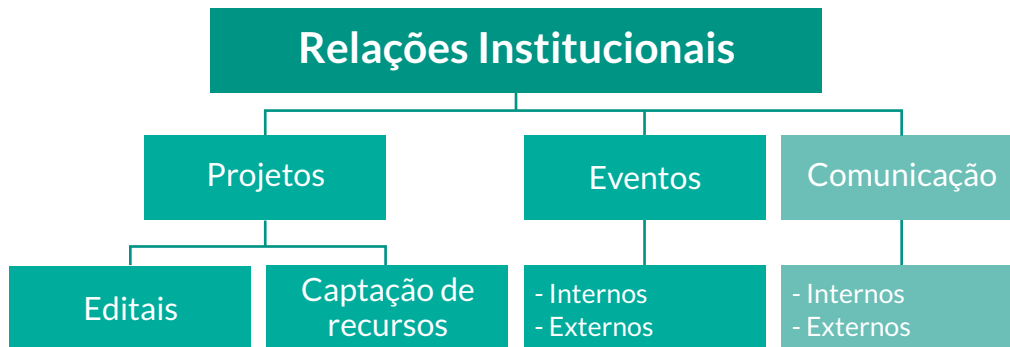 Relações Institucionais
Projetos
Eventos
Comunicação
Editais
Captação de
recursos
- Internos
- Externos
- Internos
- Externos